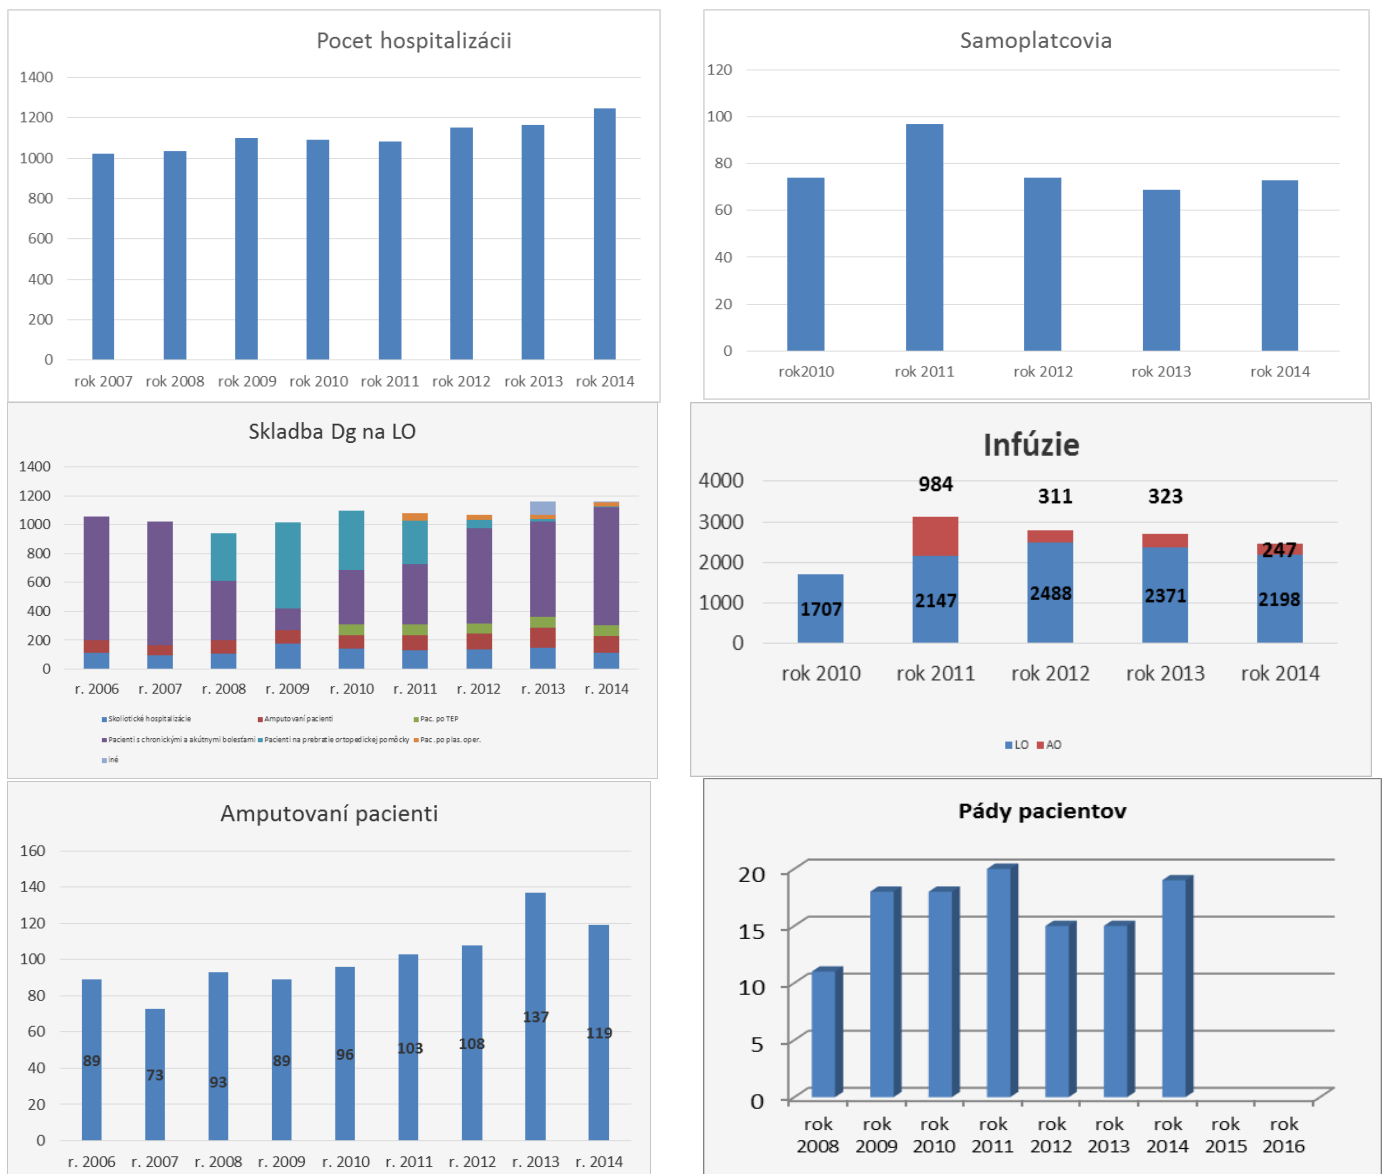 Pocet hospitalizácii
1400
1200
1000
800
600
400
200
0
rok 2007 rok 2008 rok 2009 rok 2010 rok 2011 rok 2012 rok 2013 rok 2014
Samoplatcovia
120
100
80
60
40
20
0
rok2010 rok 2011 rok 2012 rok 2013 rok 2014
Skladba Dg na LO
1400
1200
1000
800
600
400
200
0
r. 2006 r. 2007 r. 2008 r. 2009 r. 2010 r. 2011 r. 2012 r. 2013 r. 2014
Skoliotické hospitalizácie Amputovaní pacienti Pac. po TEP
Pacienti s chronickými a akútnymi bolesťami Pacienti na prebratie ortopedickej pomôcky Pac. po plas. oper.
iné
Infúzie
4000
3000
2000
1000
0
984 311 323 247
1707 2147 2488 2371 2198
rok 2010 rok 2011 rok 2012 rok 2013 rok 2014
LO AO
Amputovaní pacienti
160
140
120
100
80
60
40
20
0
89 73 93 89 96 103 108 137 119
r. 2006 r. 2007 r. 2008 r. 2009 r. 2010 r. 2011 r. 2012 r. 2013 r. 2014
Pády pacientov
20
15
10
5
0
rok rok rok rok rok rok rok rok rok
2008 2009 2010 2011 2012 2013 2014 2015 2016